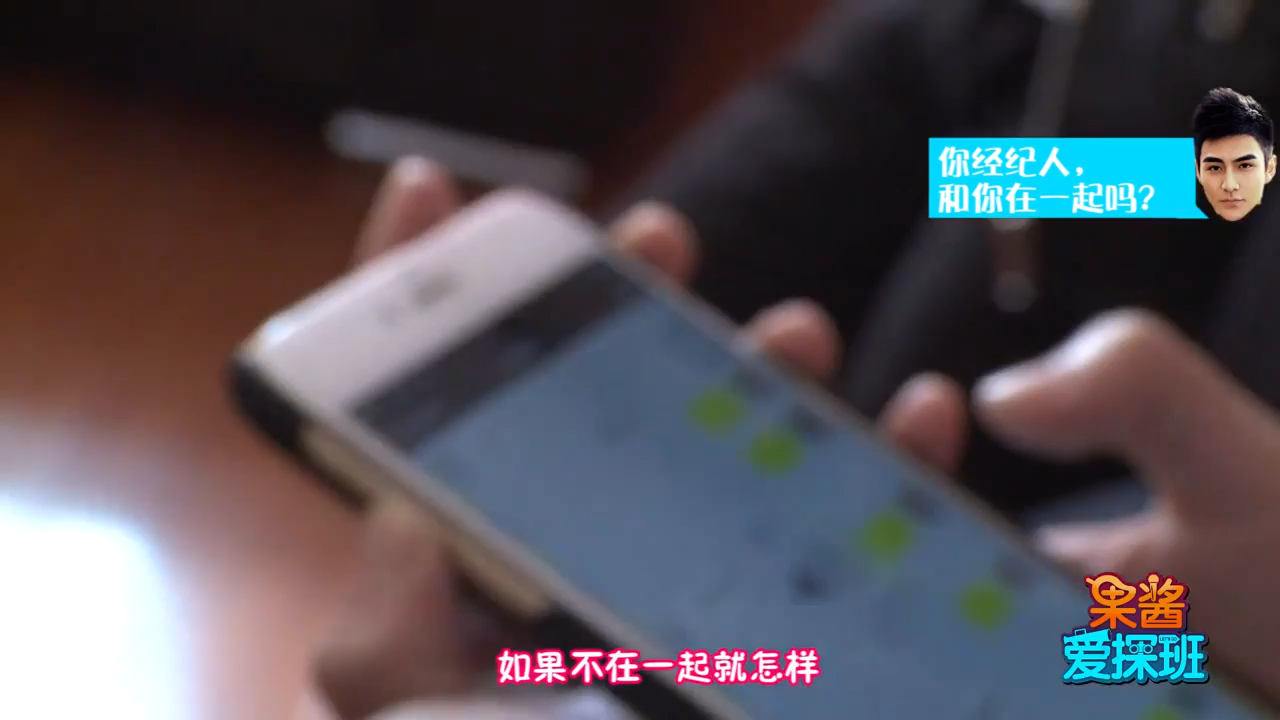 你经纪人，
和你在一起吗？
果酱
爱探班
如果不在一起就怎样